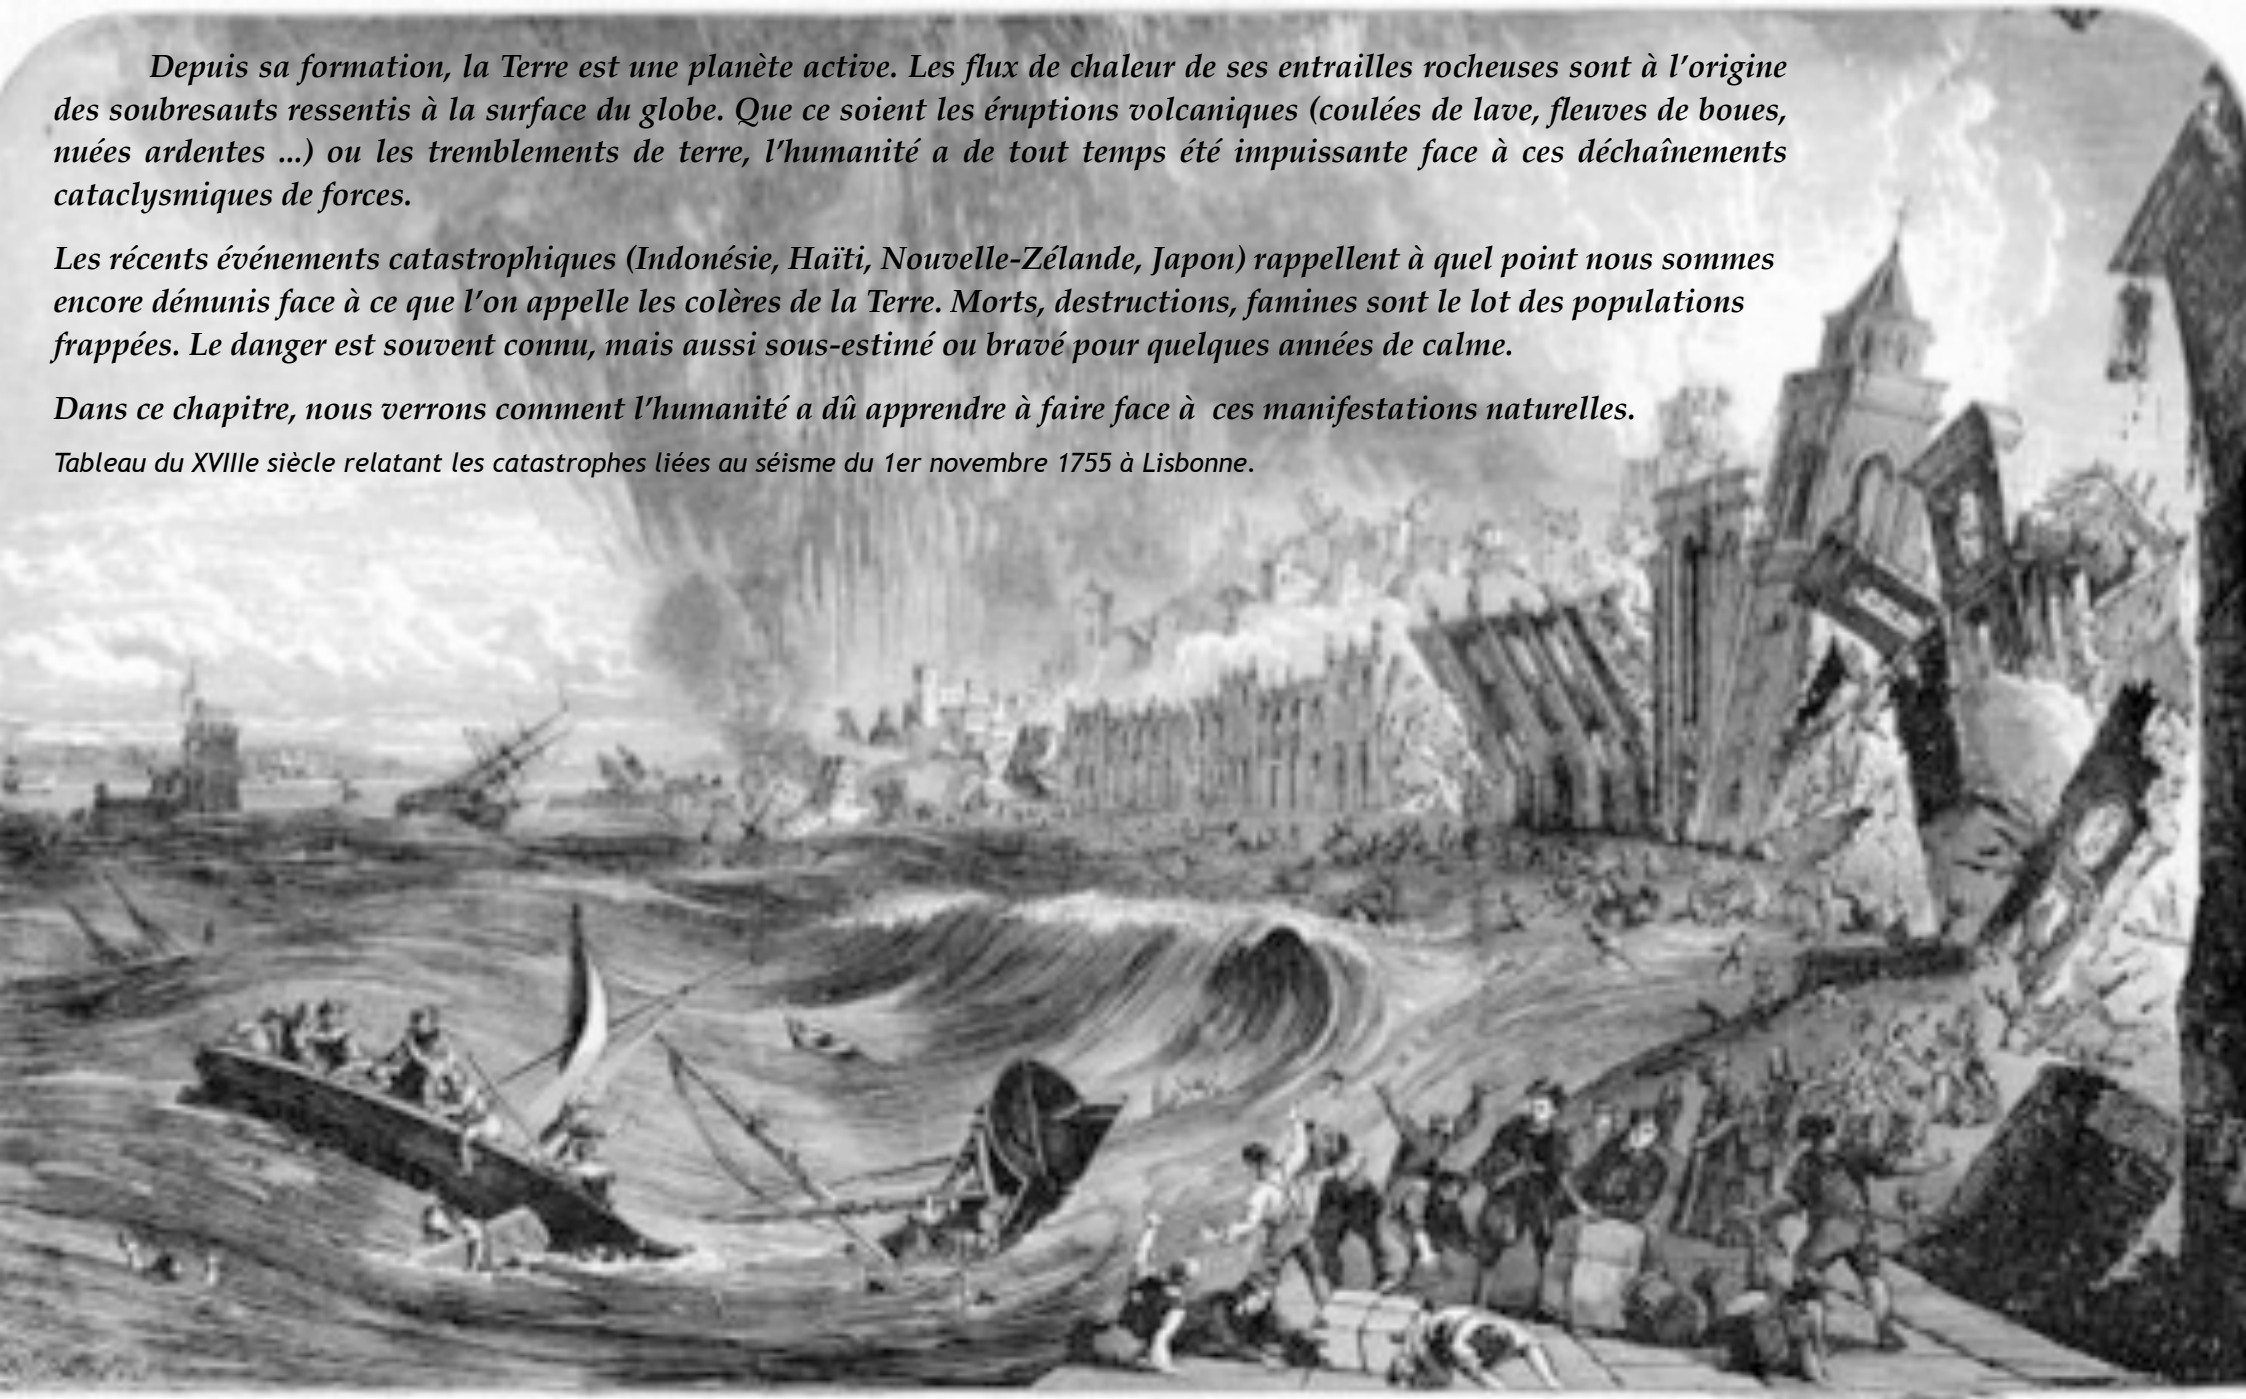 Depuis sa formation, la Terre est une planète active. Les flux de chaleur de ses entrailles rocheuses sont à l’origine
des soubresauts ressentis à la surface du globe. Que ce soient les éruptions volcaniques (coulées de lave, fleuves de boues,
nuées ardentes ...) ou les tremblements de terre, l’humanité a de tout temps été impuissante face à ces déchaînements
cataclysmiques de forces.
Les récents événements catastrophiques (Indonésie, Haïti, Nouvelle-Zélande, Japon) rappellent à quel point nous sommes
encore démunis face à ce que l’on appelle les colères de la Terre. Morts, destructions, famines sont le lot des populations
frappées. Le danger est souvent connu, mais aussi sous-estimé ou bravé pour quelques années de calme.
Dans ce chapitre, nous verrons comment l’humanité a dû apprendre à faire face à  ces manifestations naturelles.
Tableau du XVIIIe siècle relatant les catastrophes liées au séisme du 1er novembre 1755 à Lisbonne.